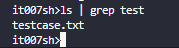 it007sh>ls | grep test
testcase.txt
it007sh>